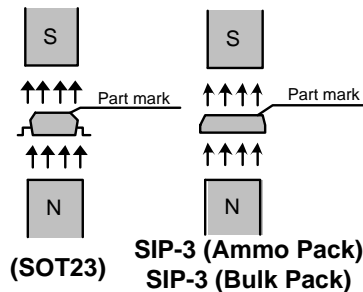 S
S
Part mark
Part mark
N
N
(SOT23)
SIP-3 (Ammo Pack)
SIP-3 (Bulk Pack)